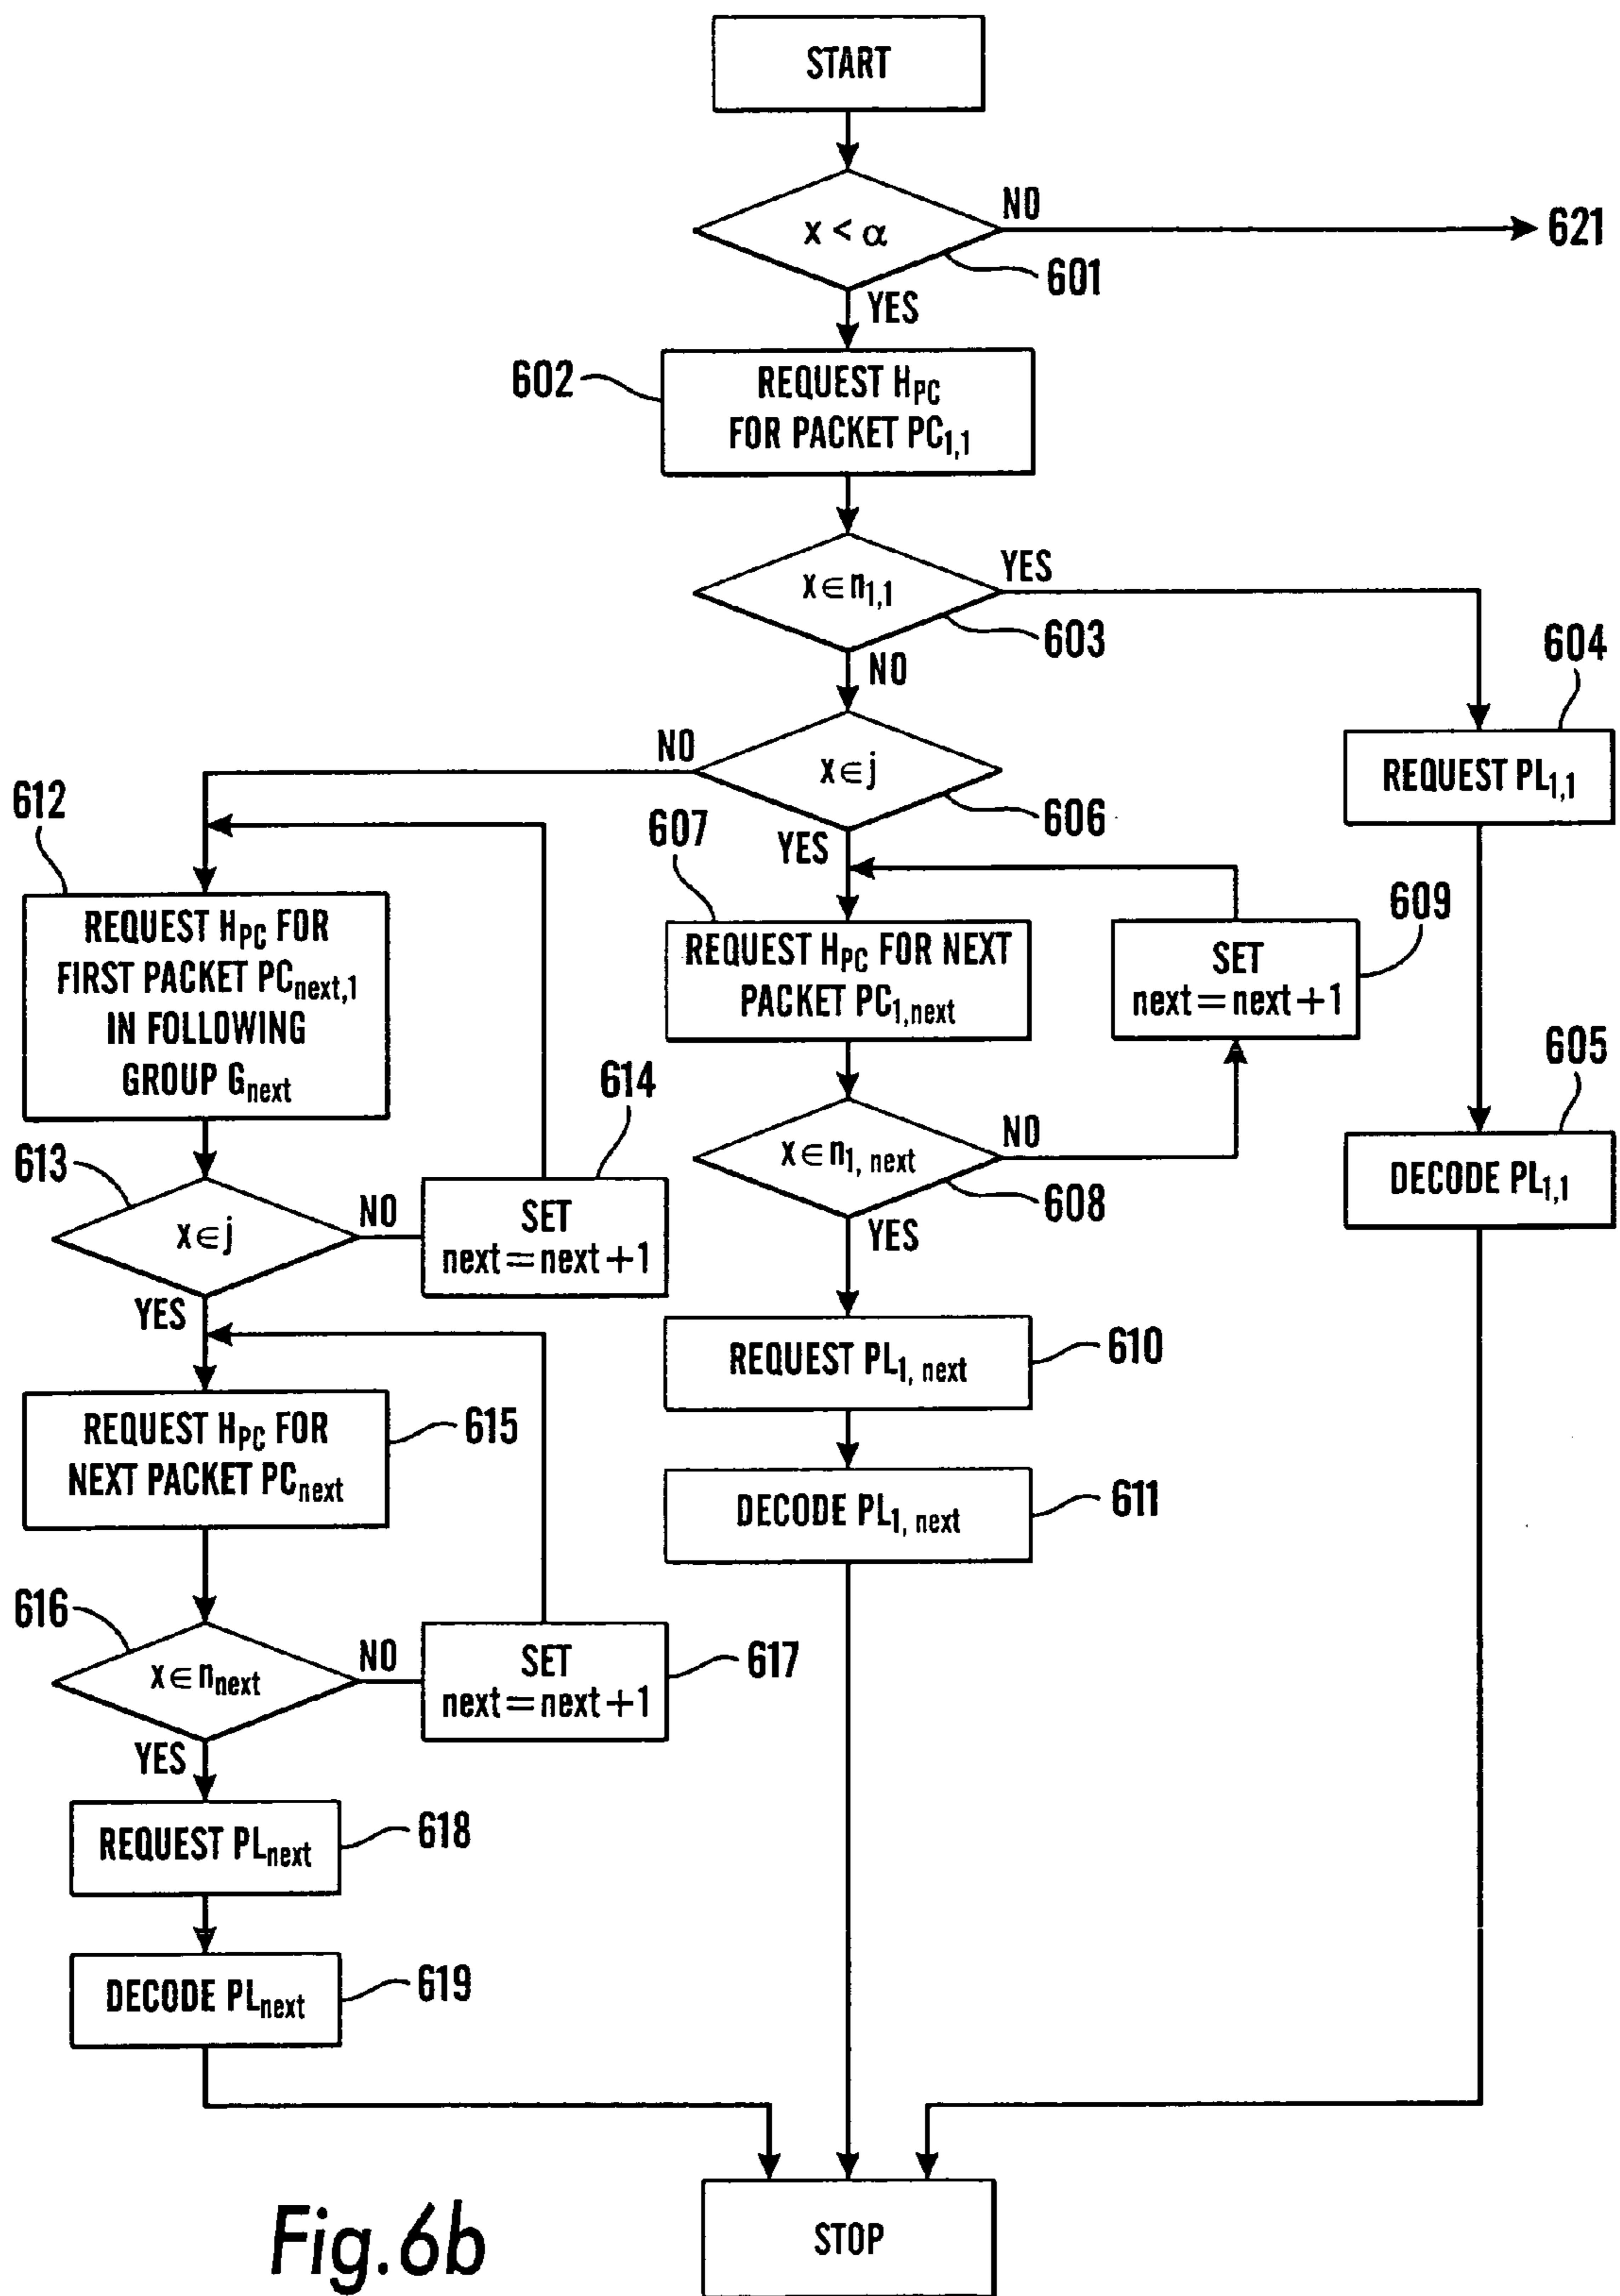 START
x < α
NO
621
601
YES
602
REQUEST H_PC
FOR PACKET PC_1,1
x∈n_1,1
YES
603
NO
604
REQUEST PL_1,1
x∈j
NO
606
YES
612
607
REQUEST H_PC FOR
FIRST PACKET PC_next,1
IN FOLLOWING
GROUP G_next
REQUEST H_PC FOR NEXT
PACKET PC_1,next
609
SET
next=next+1
605
DECODE PL_1,1
614
613
x∈j
NO
SET
next=next+1
YES
x∈n_1, next
NO
608
YES
REQUEST PL_1, next
610
REQUEST H_PC FOR
NEXT PACKET PC_next
615
DECODE PL_1, next
611
616
x∈n_next
NO
SET
next=next+1
617
YES
REQUEST PL_next
618
DECODE PL_next
619
STOP
Fig.6b